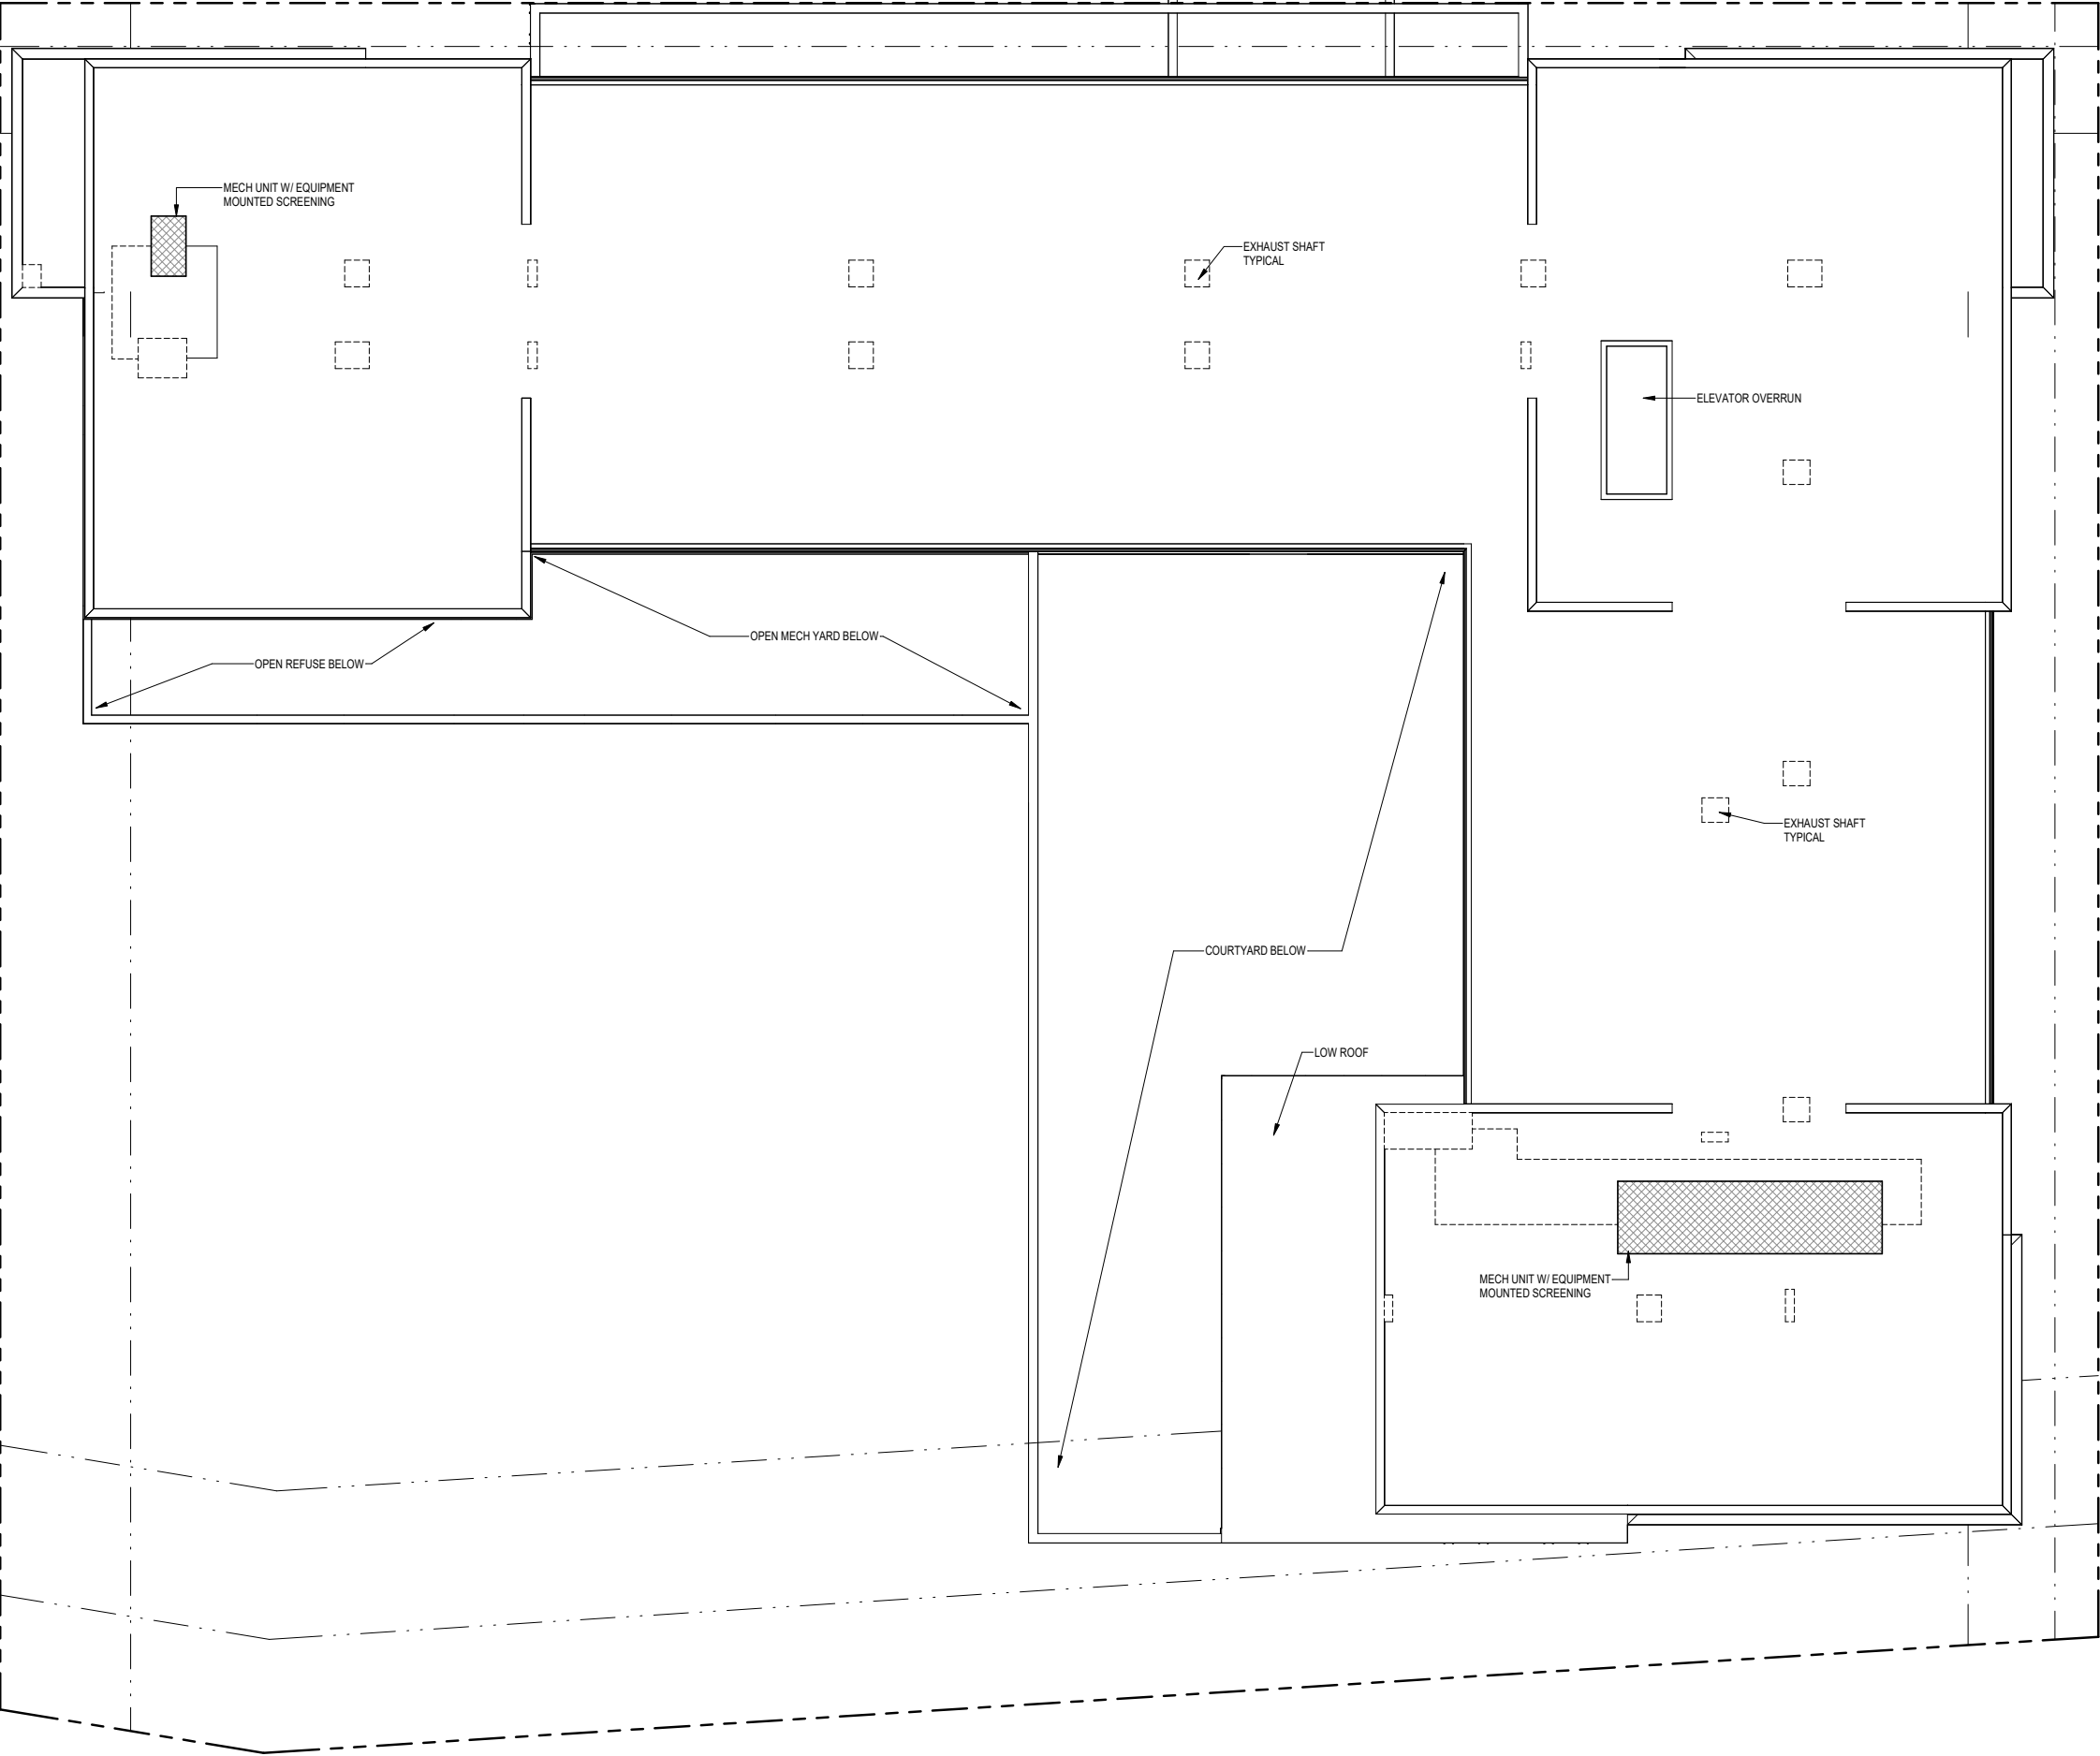 MECH UNIT W/ EQUIPMENT
MOUNTED SCREENING
EXHAUST SHAFT
TYPICAL
ELEVATOR OVERRUN
OPEN MECH YARD BELOW
OPEN REFUSE BELOW
EXHAUST SHAFT
TYPICAL
COURTYARD BELOW
LOW ROOF
MECH UNIT W/ EQUIPMENT
MOUNTED SCREENING